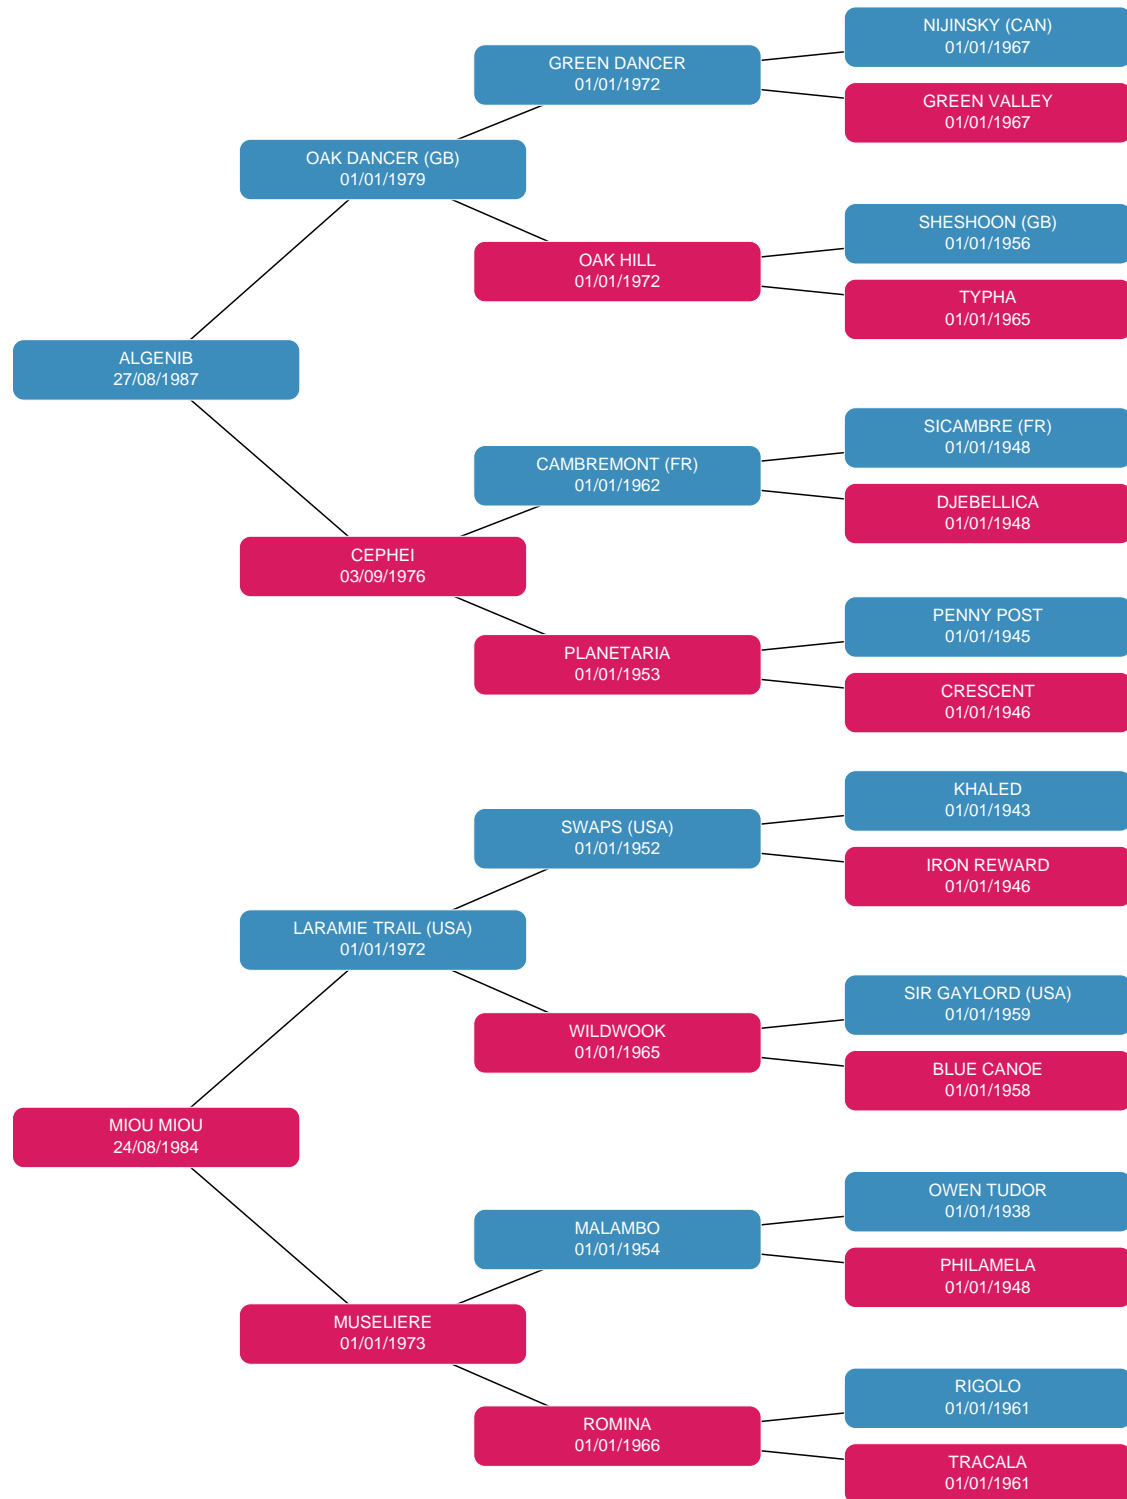 NIJINSKY (CAN)
01/01/1967
GREEN DANCER
01/01/1972
GREEN VALLEY
01/01/1967
OAK DANCER (GB)
01/01/1979
SHESHOON (GB)
01/01/1956
OAK HILL
01/01/1972
TYPHA
01/01/1965
ALGENIB
27/08/1987
SICAMBRE (FR)
01/01/1948
CAMBREMONT (FR)
01/01/1962
DJEBELLICA
01/01/1948
CEPHEI
03/09/1976
PENNY POST
01/01/1945
PLANETARIA
01/01/1953
CRESCENT
01/01/1946
KHALED
01/01/1943
SWAPS (USA)
01/01/1952
IRON REWARD
01/01/1946
LARAMIE TRAIL (USA)
01/01/1972
SIR GAYLORD (USA)
01/01/1959
WILDWOOK
01/01/1965
BLUE CANOE
01/01/1958
MIOU MIOU
24/08/1984
OWEN TUDOR
01/01/1938
MALAMBO
01/01/1954
PHILAMELA
01/01/1948
MUSELIERE
01/01/1973
RIGOLO
01/01/1961
ROMINA
01/01/1966
TRACALA
01/01/1961